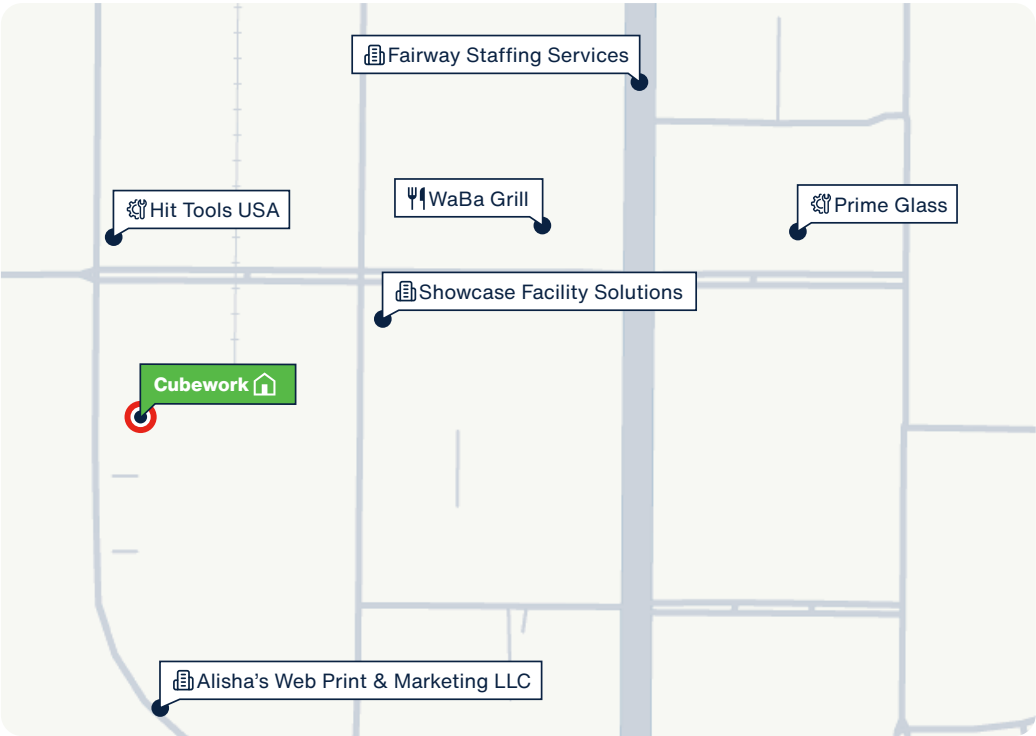 Fairway Staffing Services
WaBa Grill
Prime Glass
Hit Tools USA
Showcase Facility Solutions
Cubework
Alisha’s Web Print & Marketing LLC